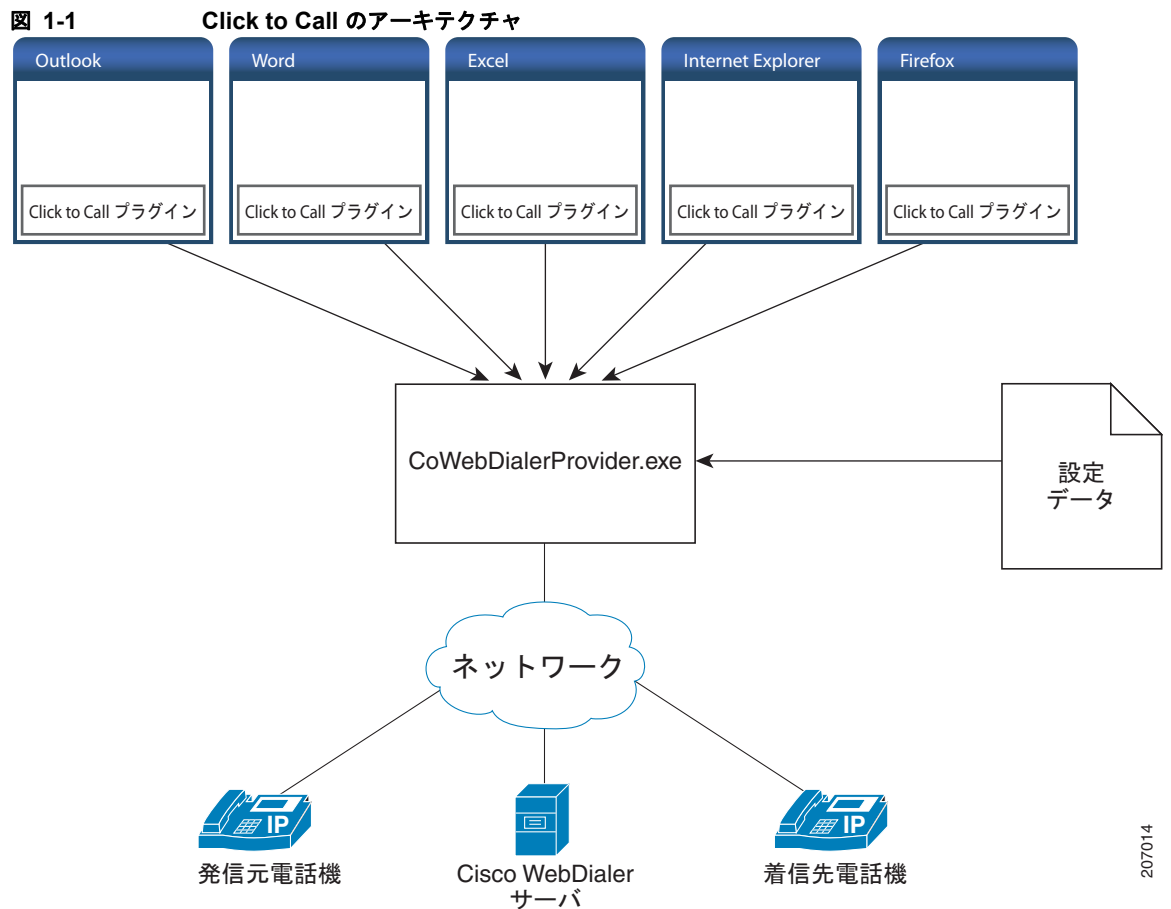 図 1-1 Click to Call のアーキテクチャ
Outlook
Word
Excel
Internet Explorer
Firefox
Click to Call プラグイン
Click to Call プラグイン
Click to Call プラグイン
Click to Call プラグイン
Click to Call プラグイン
CoWebDialerProvider.exe
設定
データ
ネットワーク
IP
IP
発信元電話機
Cisco WebDialer
サーバ
着信先電話機
207014